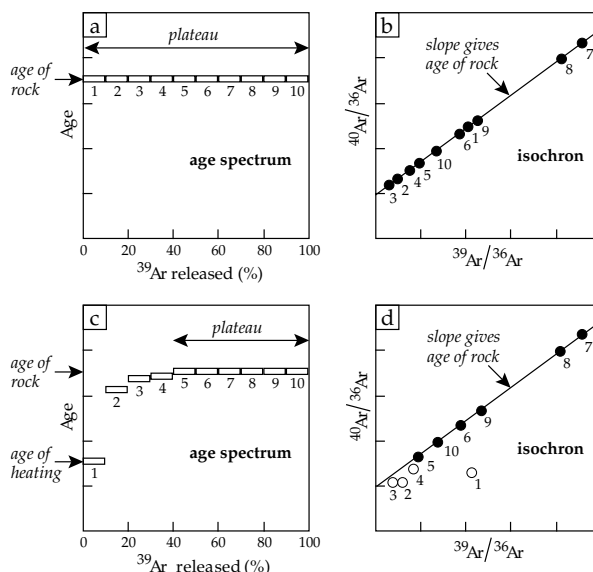 a
plateau
age of
rock
1 2 3 4 5 6 7 8 9 10
Age
age spectrum
0 20 40 60 80 100
³⁹Ar released (%)
b
slope gives
age of rock
7
8
9
1
6
10
5
4
2
3
⁴⁰Ar/³⁶Ar
isochron
³⁹Ar/³⁶Ar
c
plateau
age of
rock
5 6 7 8 9 10
4
3
2
Age
age spectrum
age of
heating
1
0 20 40 60 80 100
³⁹Ar released (%)
d
slope gives
age of rock
7
8
9
6
10
5
4
1
2
3
⁴⁰Ar/³⁶Ar
isochron
³⁹Ar/³⁶Ar